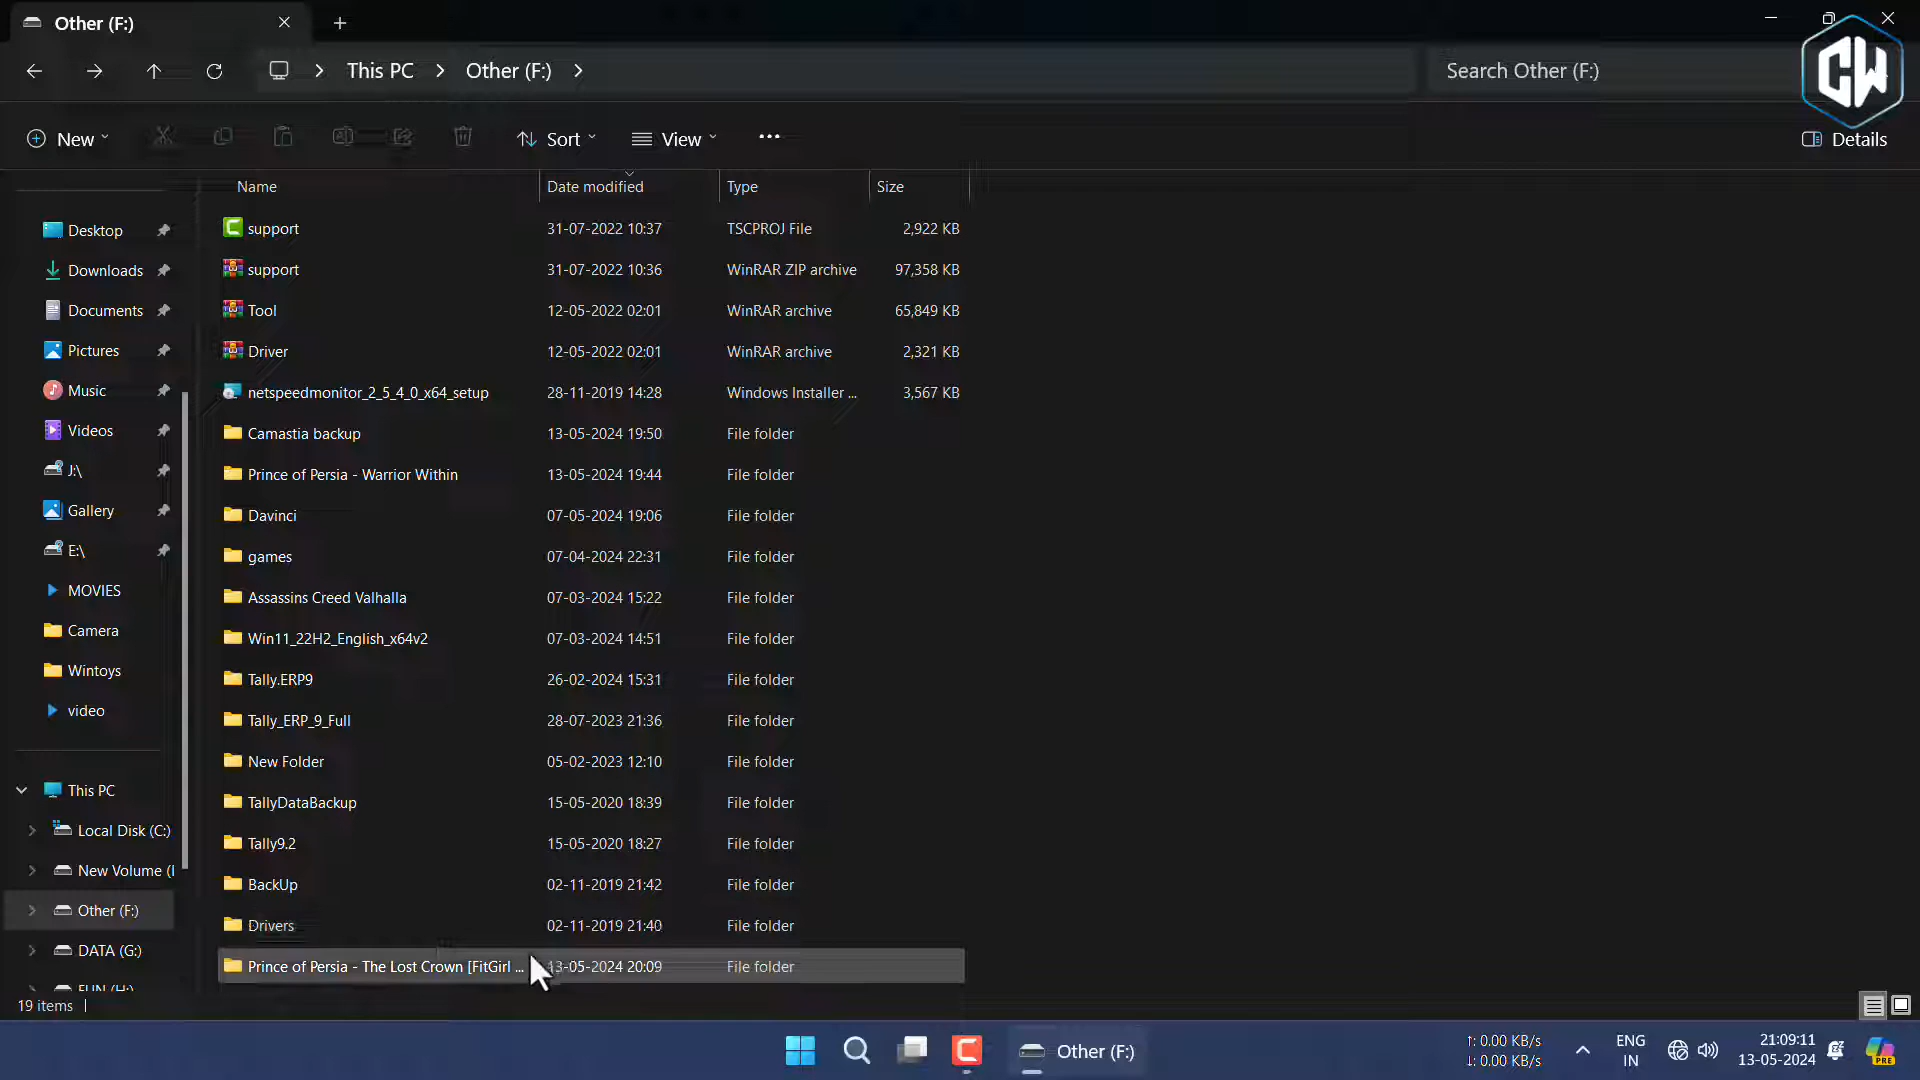 Other (F:)
This PC
Other (F:)
Search Other (F:)
CW
New
Sort
View
Details
Name
Date modified
Type
Size
Desktop
Downloads
Documents
Pictures
Music
Videos
J:\
Gallery
E:\
MOVIES
Camera
Wintoys
video
This PC
Local Disk (C:)
New Volume (
Other (F:)
DATA (G:)
FUN (H:)
support 31-07-2022 10:37 TSCPROJ File 2,922 KB
support 31-07-2022 10:36 WinRAR ZIP archive 97,358 KB
Tool 12-05-2022 02:01 WinRAR archive 65,849 KB
Driver 12-05-2022 02:01 WinRAR archive 2,321 KB
netspeedmonitor_2_5_4_0_x64_setup 28-11-2019 14:28 Windows Installer ... 3,567 KB
Camastia backup 13-05-2024 19:50 File folder
Prince of Persia - Warrior Within 13-05-2024 19:44 File folder
Davinci 07-05-2024 19:06 File folder
games 07-04-2024 22:31 File folder
Assassins Creed Valhalla 07-03-2024 15:22 File folder
Win11_22H2_English_x64v2 07-03-2024 14:51 File folder
Tally.ERP9 26-02-2024 15:31 File folder
Tally_ERP_9_Full 28-07-2023 21:36 File folder
New Folder 05-02-2023 12:10 File folder
TallyDataBackup 15-05-2020 18:39 File folder
Tally9.2 15-05-2020 18:27 File folder
BackUp 02-11-2019 21:42 File folder
Drivers 02-11-2019 21:40 File folder
Prince of Persia - The Lost Crown [FitGirl ... 13-05-2024 20:09 File folder
19 items
Other (F:)
↑: 0.00 KB/s
↓: 0.00 KB/s
ENG
IN
21:09:11
13-05-2024
PRE